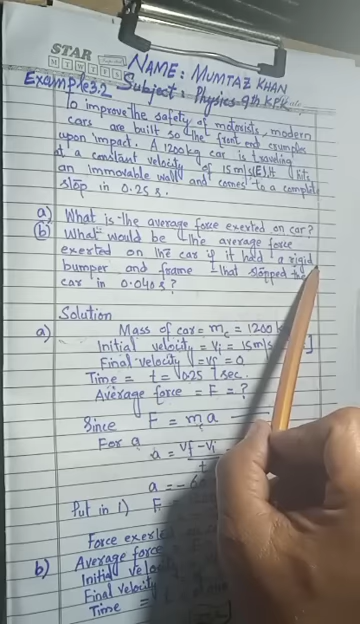 STAR
M T W T F S
NAME: MUMTAZ KHAN
Example 3.2 Subject: Physics 9th KPK
To improve the safety of motorists, modern
cars are built so the front end crumples
upon impact. A 1200kg car is traveling
at a constant velocity of 15m/s(E). It hits
an immovable wall and comes to a complete
stop in 0.25 s.
a) What is the average force exerted on car?
(b) What would be the average force
exerted on the car if it had a rigid
bumper and frame that stopped the
car in 0.040s?
Solution
a) Mass of car = mc = 1200
Initial velocity = Vi = 15m/s
Final velocity = Vf = 0
Time = t = 0.25 sec.
Average force = F = ?
Since F = ma
For a
a = Vf - Vi
t
a = -6
Put in 1) F
Force
b) Average force
Initial
Final velocity
Time =